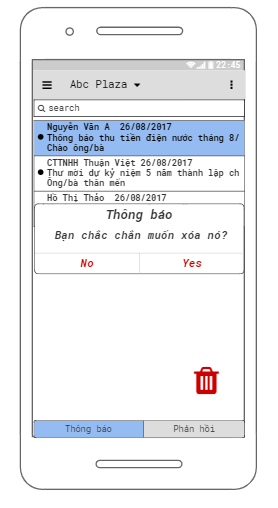 22:45
Abc Plaza
search
Nguyễn Văn A 26/08/2017
Thông báo thu tiền điện nước tháng 8/
Chào ông/bà
CTTNHH Thuận Việt 26/08/2017
Thư mời dự kỷ niệm 5 năm thành lập ch
Ông/bà thân mến
Hồ Thị Thảo 26/08/2017
Thông báo
Bạn chắc chắn muốn xóa nó?
No Yes
Thông báo Phản hồi